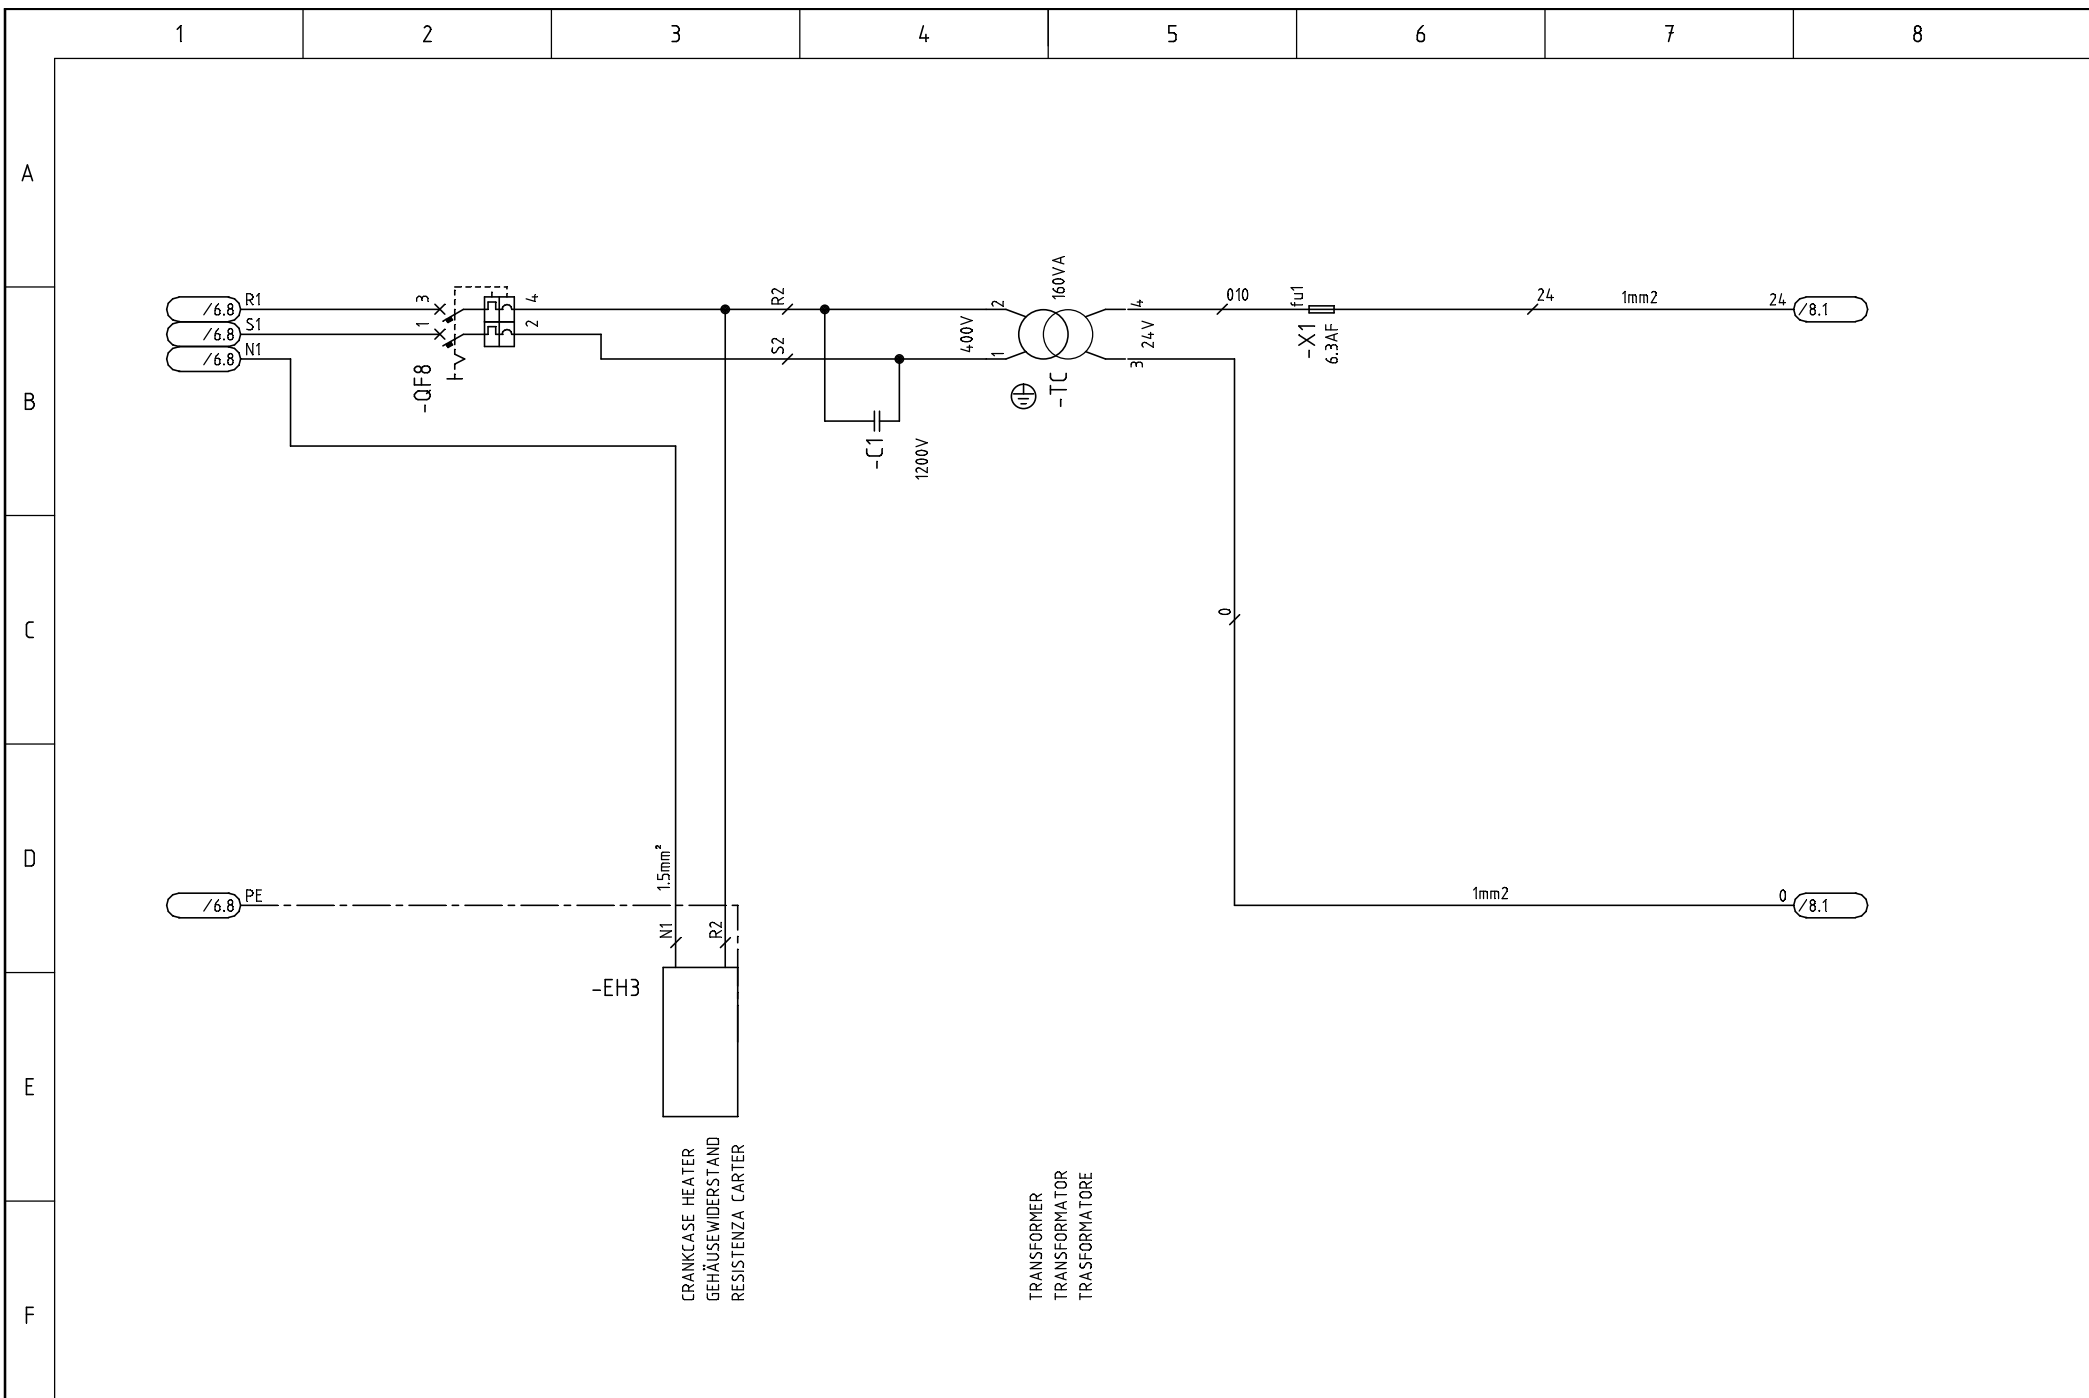 1 2 3 4 5 6 7 8
A
B
C
D
E
F
/6.8 R1
/6.8 S1
/6.8 N1
3
1
4
2
-QF8
R2
S2
-C1
1200V
400V
2
1
160VA
-TC
4
3
24V
010
fu1
-X1
6.3AF
24
1mm2
24 /8.1
0
1mm2
0 /8.1
/6.8 PE
1.5mm²
N1
R2
-EH3
CRANKCASE HEATER
GEHÄUSEWIDERSTAND
RESISTENZA CARTER
TRANSFORMER
TRANSFORMATOR
TRASFORMATORE